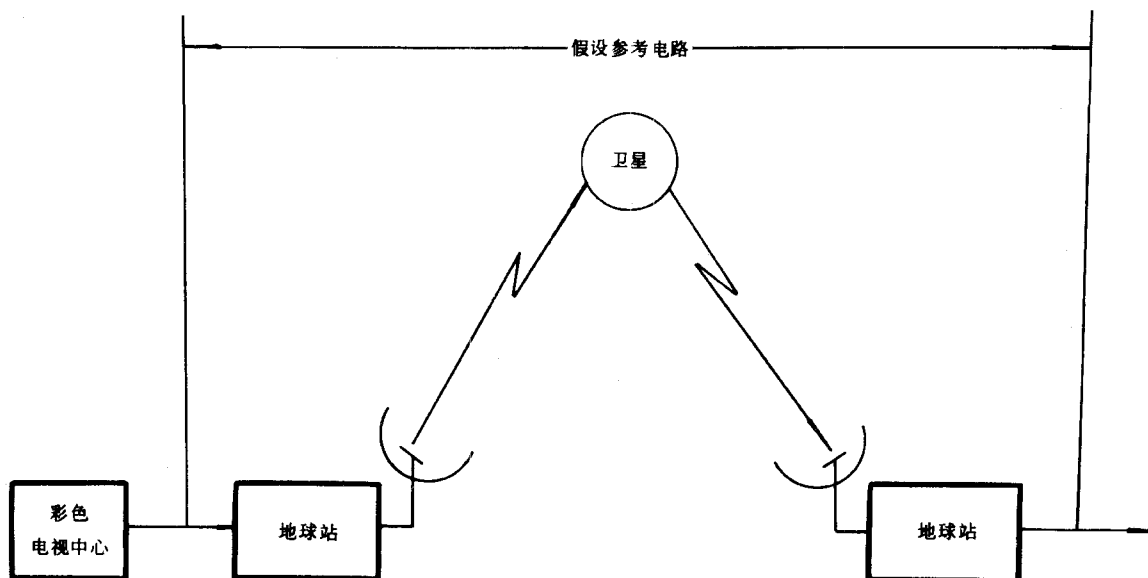 假设参考电路
卫星
彩色
电视中心
地球站
地球站